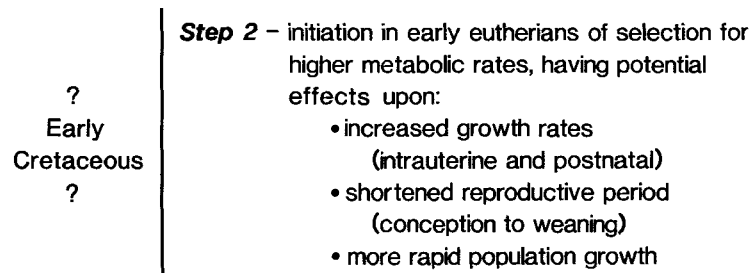 ?
Early
Cretaceous
?
Step 2 – initiation in early eutherians of selection for
higher metabolic rates, having potential
effects upon:
• increased growth rates
(intrauterine and postnatal)
• shortened reproductive period
(conception to weaning)
• more rapid population growth